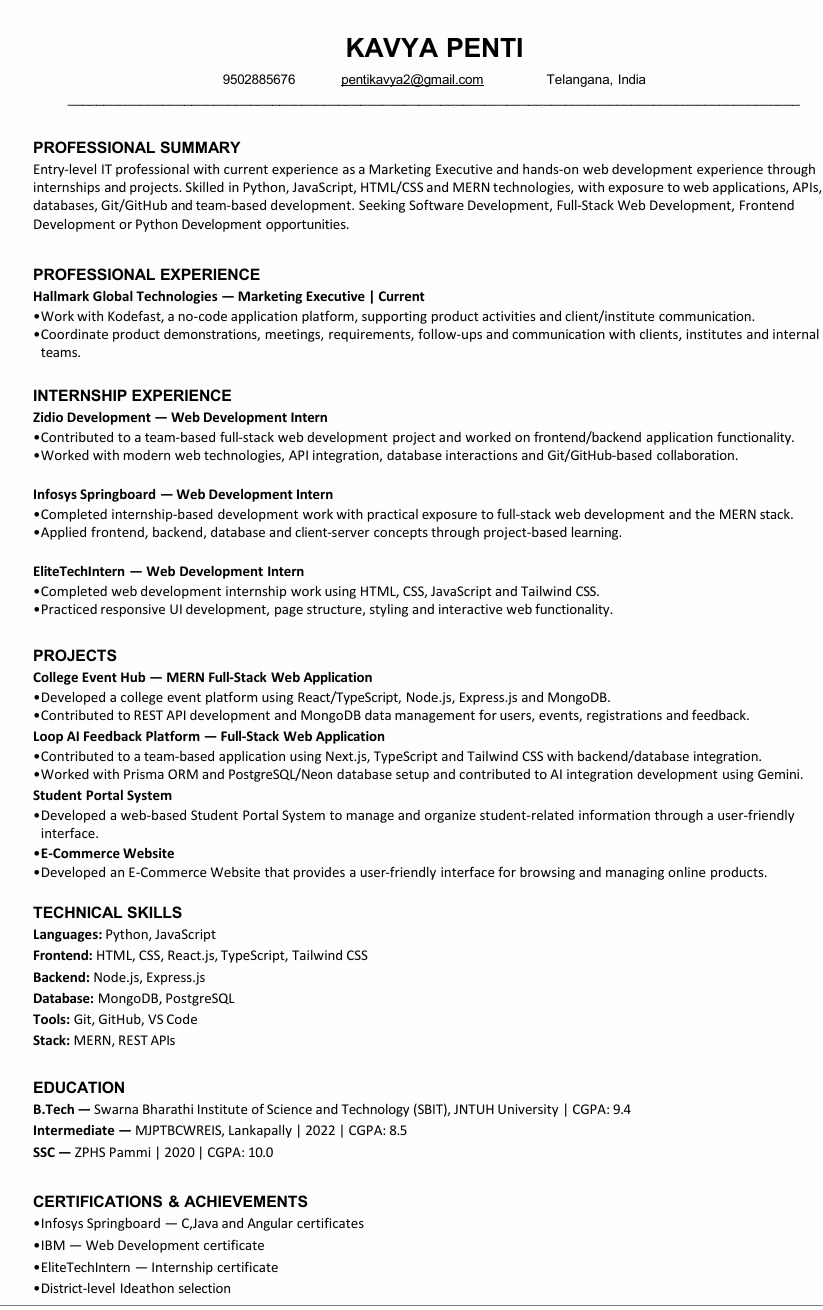 KAVYA PENTI
9502885676 pentikavya2@gmail.com Telangana, India
PROFESSIONAL SUMMARY
Entry-level IT professional with current experience as a Marketing Executive and hands-on web development experience through
internships and projects. Skilled in Python, JavaScript, HTML/CSS and MERN technologies, with exposure to web applications, APIs,
databases, Git/GitHub and team-based development. Seeking Software Development, Full-Stack Web Development, Frontend
Development or Python Development opportunities.
PROFESSIONAL EXPERIENCE
Hallmark Global Technologies — Marketing Executive | Current
•Work with Kodefast, a no-code application platform, supporting product activities and client/institute communication.
•Coordinate product demonstrations, meetings, requirements, follow-ups and communication with clients, institutes and internal
teams.
INTERNSHIP EXPERIENCE
Zidio Development — Web Development Intern
•Contributed to a team-based full-stack web development project and worked on frontend/backend application functionality.
•Worked with modern web technologies, API integration, database interactions and Git/GitHub-based collaboration.
Infosys Springboard — Web Development Intern
•Completed internship-based development work with practical exposure to full-stack web development and the MERN stack.
•Applied frontend, backend, database and client-server concepts through project-based learning.
EliteTechIntern — Web Development Intern
•Completed web development internship work using HTML, CSS, JavaScript and Tailwind CSS.
•Practiced responsive UI development, page structure, styling and interactive web functionality.
PROJECTS
College Event Hub — MERN Full-Stack Web Application
•Developed a college event platform using React/TypeScript, Node.js, Express.js and MongoDB.
•Contributed to REST API development and MongoDB data management for users, events, registrations and feedback.
Loop AI Feedback Platform — Full-Stack Web Application
•Contributed to a team-based application using Next.js, TypeScript and Tailwind CSS with backend/database integration.
•Worked with Prisma ORM and PostgreSQL/Neon database setup and contributed to AI integration development using Gemini.
Student Portal System
•Developed a web-based Student Portal System to manage and organize student-related information through a user-friendly
interface.
•E-Commerce Website
•Developed an E-Commerce Website that provides a user-friendly interface for browsing and managing online products.
TECHNICAL SKILLS
Languages: Python, JavaScript
Frontend: HTML, CSS, React.js, TypeScript, Tailwind CSS
Backend: Node.js, Express.js
Database: MongoDB, PostgreSQL
Tools: Git, GitHub, VS Code
Stack: MERN, REST APIs
EDUCATION
B.Tech — Swarna Bharathi Institute of Science and Technology (SBIT), JNTUH University | CGPA: 9.4
Intermediate — MJPTBCWREIS, Lankapally | 2022 | CGPA: 8.5
SSC — ZPHS Pammi | 2020 | CGPA: 10.0
CERTIFICATIONS & ACHIEVEMENTS
•Infosys Springboard — C,Java and Angular certificates
•IBM — Web Development certificate
•EliteTechIntern — Internship certificate
•District-level Ideathon selection